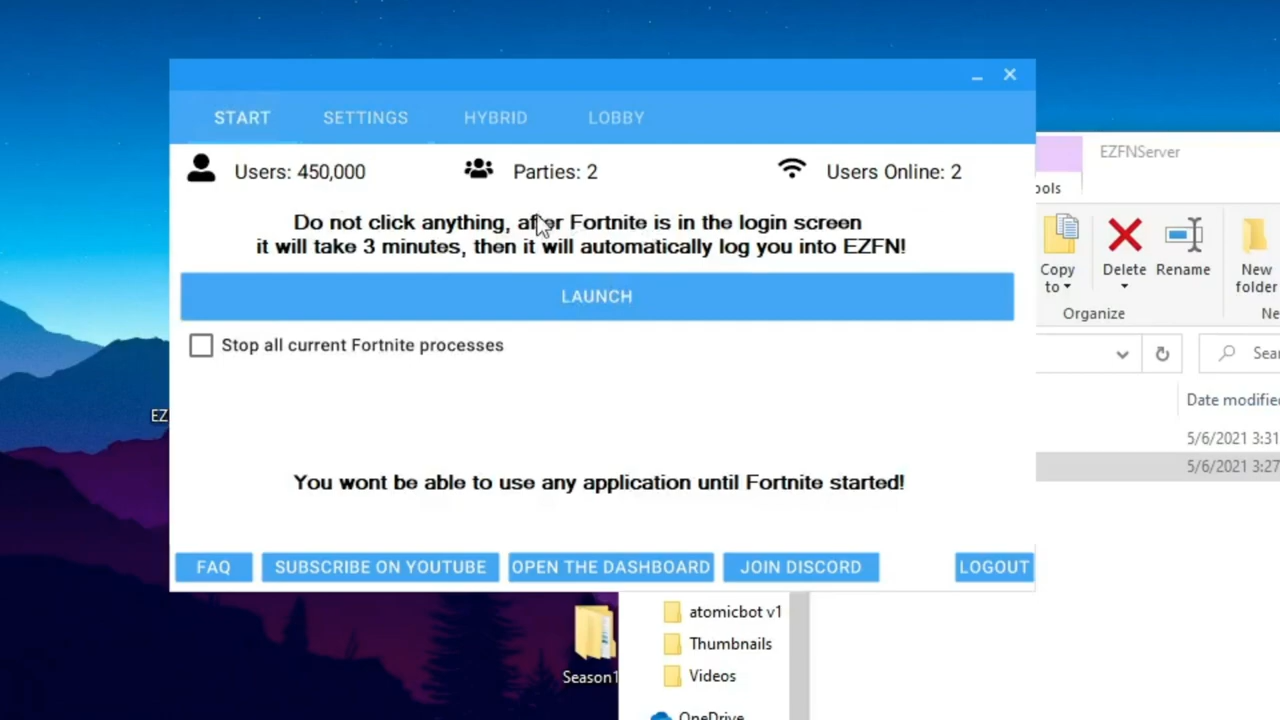 START SETTINGS HYBRID LOBBY
Users: 450,000 Parties: 2 Users Online: 2
Do not click anything, after Fortnite is in the login screen
it will take 3 minutes, then it will automatically log you into EZFN!
LAUNCH
Stop all current Fortnite processes
You wont be able to use any application until Fortnite started!
FAQ SUBSCRIBE ON YOUTUBE OPEN THE DASHBOARD JOIN DISCORD LOGOUT
EZFNServer
ools
Copy to Delete Rename New folder
Organize Ne
Sear
Date modified
5/6/2021 3:31
5/6/2021 3:27
EZ
Season1
atomicbot v1
Thumbnails
Videos
OneDrive